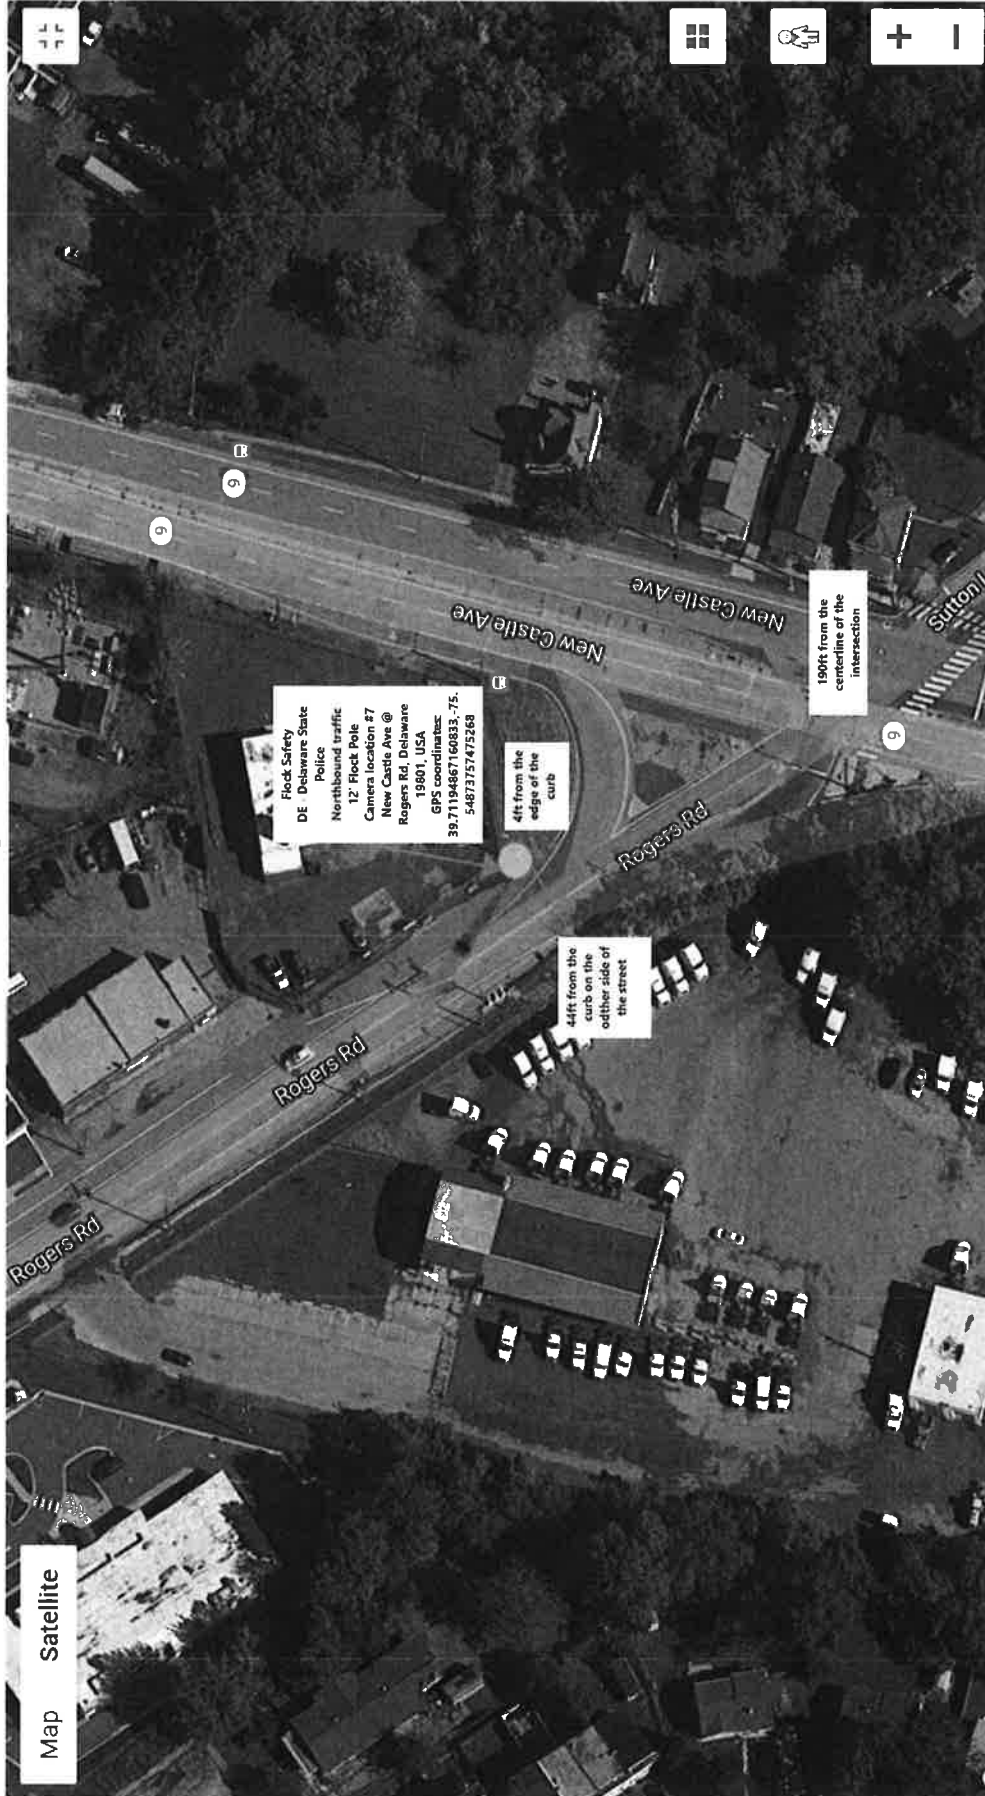 Map
Satellite
Rogers Rd
Rogers Rd
Rogers Rd
Flock Safety
DE - Delaware State
Police
Northbound traffic
12' Flock Pole
Camera location #7
New Castle Ave @
Rogers Rd, Delaware
19801, USA
GPS coordinates:
39.71194867160833,-75.
54873757475268
4ft from the
edge of the
curb
44ft from the
curb on the
odther side of
the street
190ft from the
centerline of the
intersection
New Castle Ave
New Castle Ave
9
9
9
Sutton